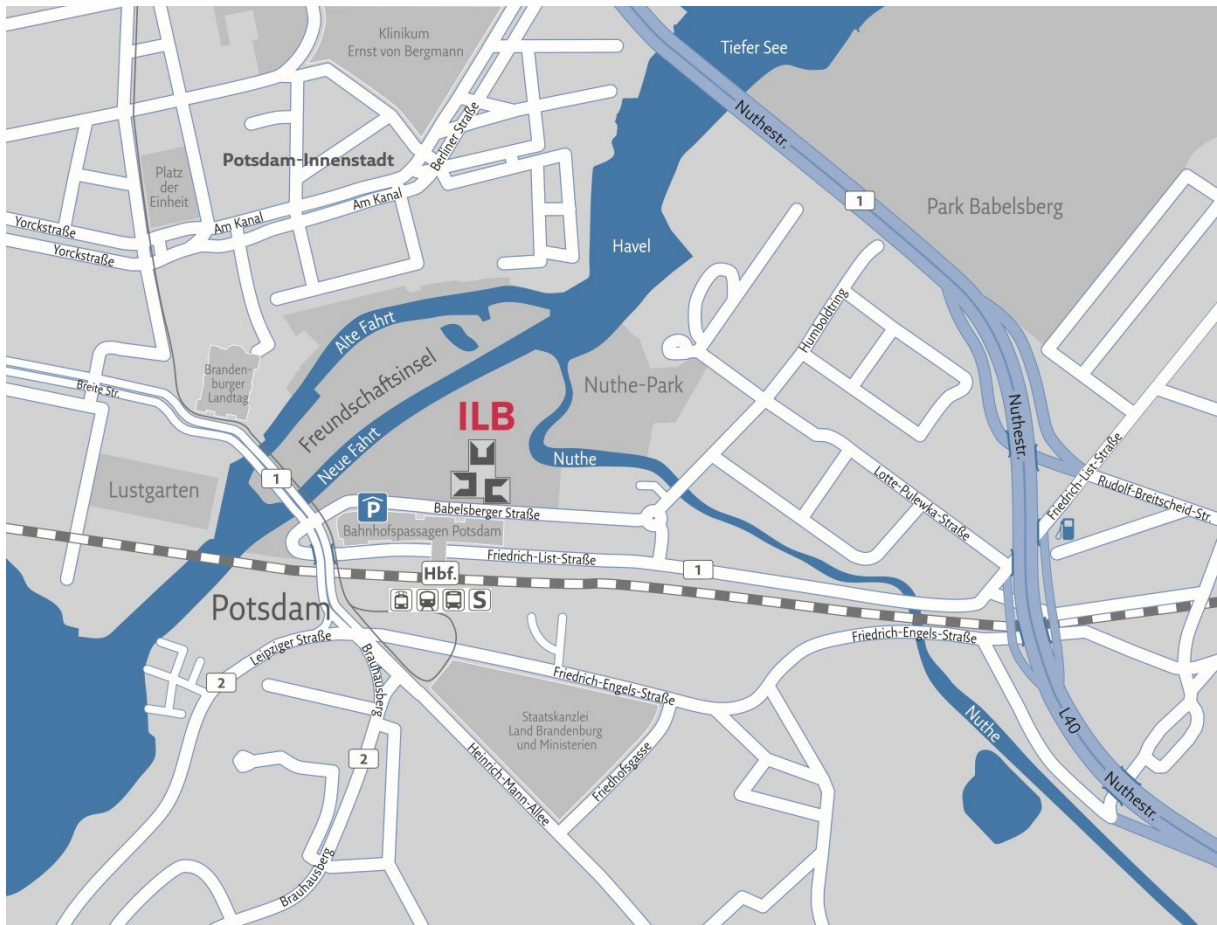 Klinikum
Ernst von Bergmann
Tiefer See
Nuthestr.
Berliner Straße
Potsdam-Innenstadt
Platz
der
Einheit
Am Kanal
Am Kanal
1
Park Babelsberg
Yorckstraße
Yorckstraße
Havel
Humboldtring
Alte Fahrt
Branden-
burger
Landtag
Freundschaftsinsel
Nuthe-Park
Breite Str.
ILB
Nuthestr.
Neue Fahrt
Nuthe
1
Lustgarten
Friedrich-List-Straße
Rudolf-Breitscheid-Str.
Lotte-Pulewka-Straße
P
Babelsberger Straße
Bahnhofspassagen Potsdam
Friedrich-List-Straße
1
Hbf.
S
Potsdam
Leipziger Straße
Friedrich-Engels-Straße
Brauhausberg
2
Friedrich-Engels-Straße
Staatskanzlei
Land Brandenburg
und Ministerien
Nuthe
L40
2
Heinrich-Mann-Allee
Friedhofsgasse
Nuthestr.
Brauhausberg